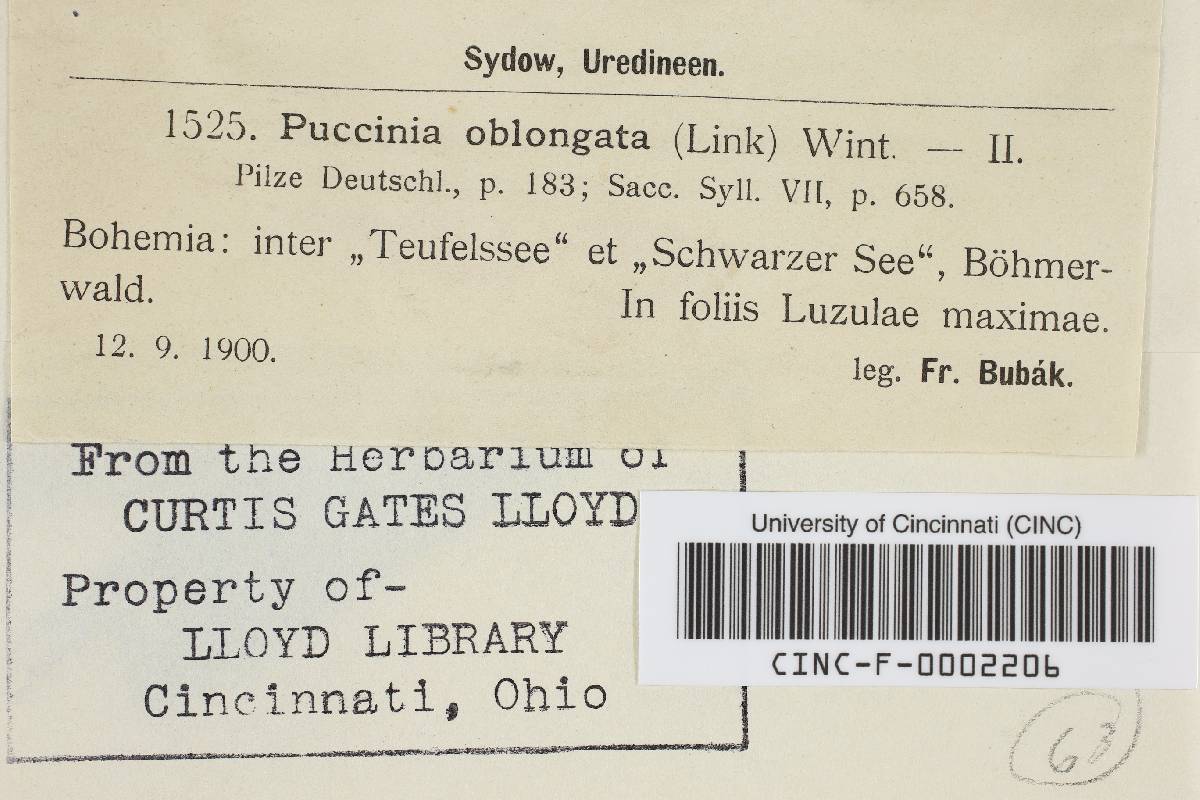 Sydow, Uredineen.
1525. Puccinia oblongata (Link) Wint. — II.
Pilze Deutschl., p. 183; Sacc. Syll. VII, p. 658.
Bohemia: inter „Teufelssee“ et „Schwarzer See“, Böhmer-
wald. In foliis Luzulae maximae.
12. 9. 1900.
leg. Fr. Bubák.
From the Herbarium of
CURTIS GATES LLOYD
Property of-
LLOYD LIBRARY
Cincinnati, Ohio
University of Cincinnati (CINC)
CINC-F-0002206
63